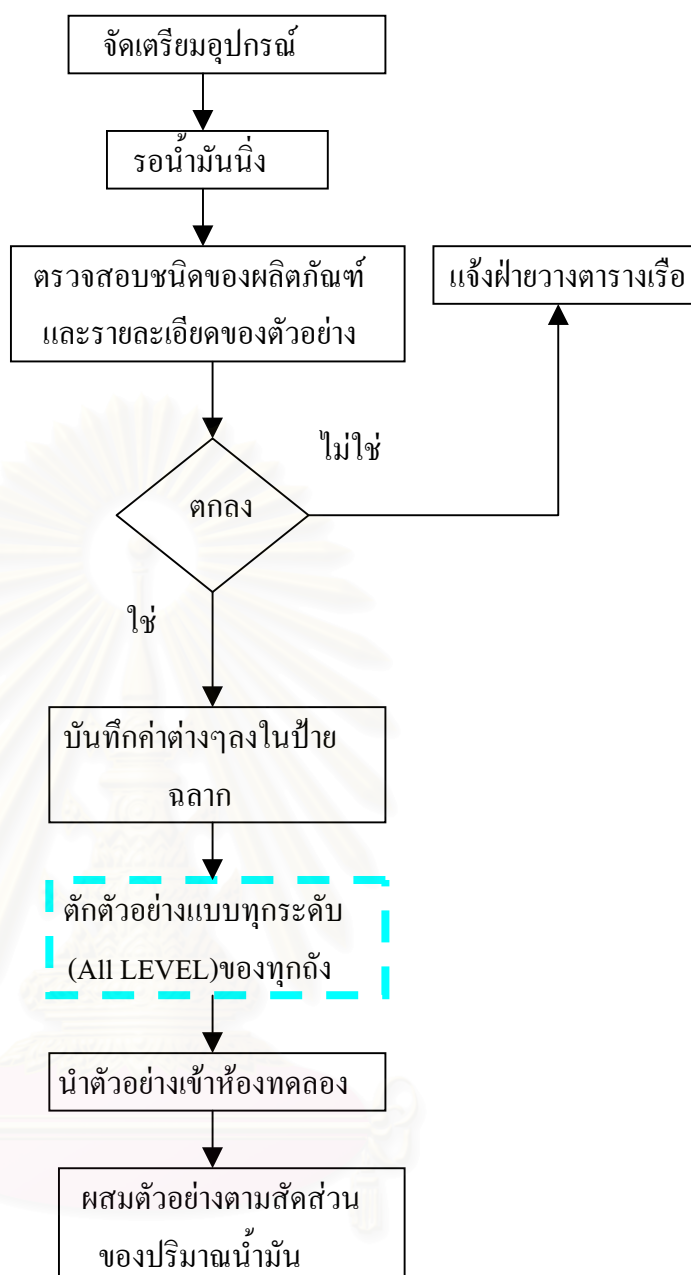 จัดเตรียมอุปกรณ์
รอน้ำมันนิ่ง
ตรวจสอบชนิดของผลิตภัณฑ์
และรายละเอียดของตัวอย่าง
แจ้งฝ่ายวางตารางเรือ
ไม่ใช่
ตกลง
ใช่
บันทึกค่าต่างๆลงในป้าย
ฉลาก
ตักตัวอย่างแบบทุกระดับ
(All LEVEL)ของทุกถัง
นำตัวอย่างเข้าห้องทดลอง
ผสมตัวอย่างตามสัดส่วน
ของปริมาณน้ำมัน